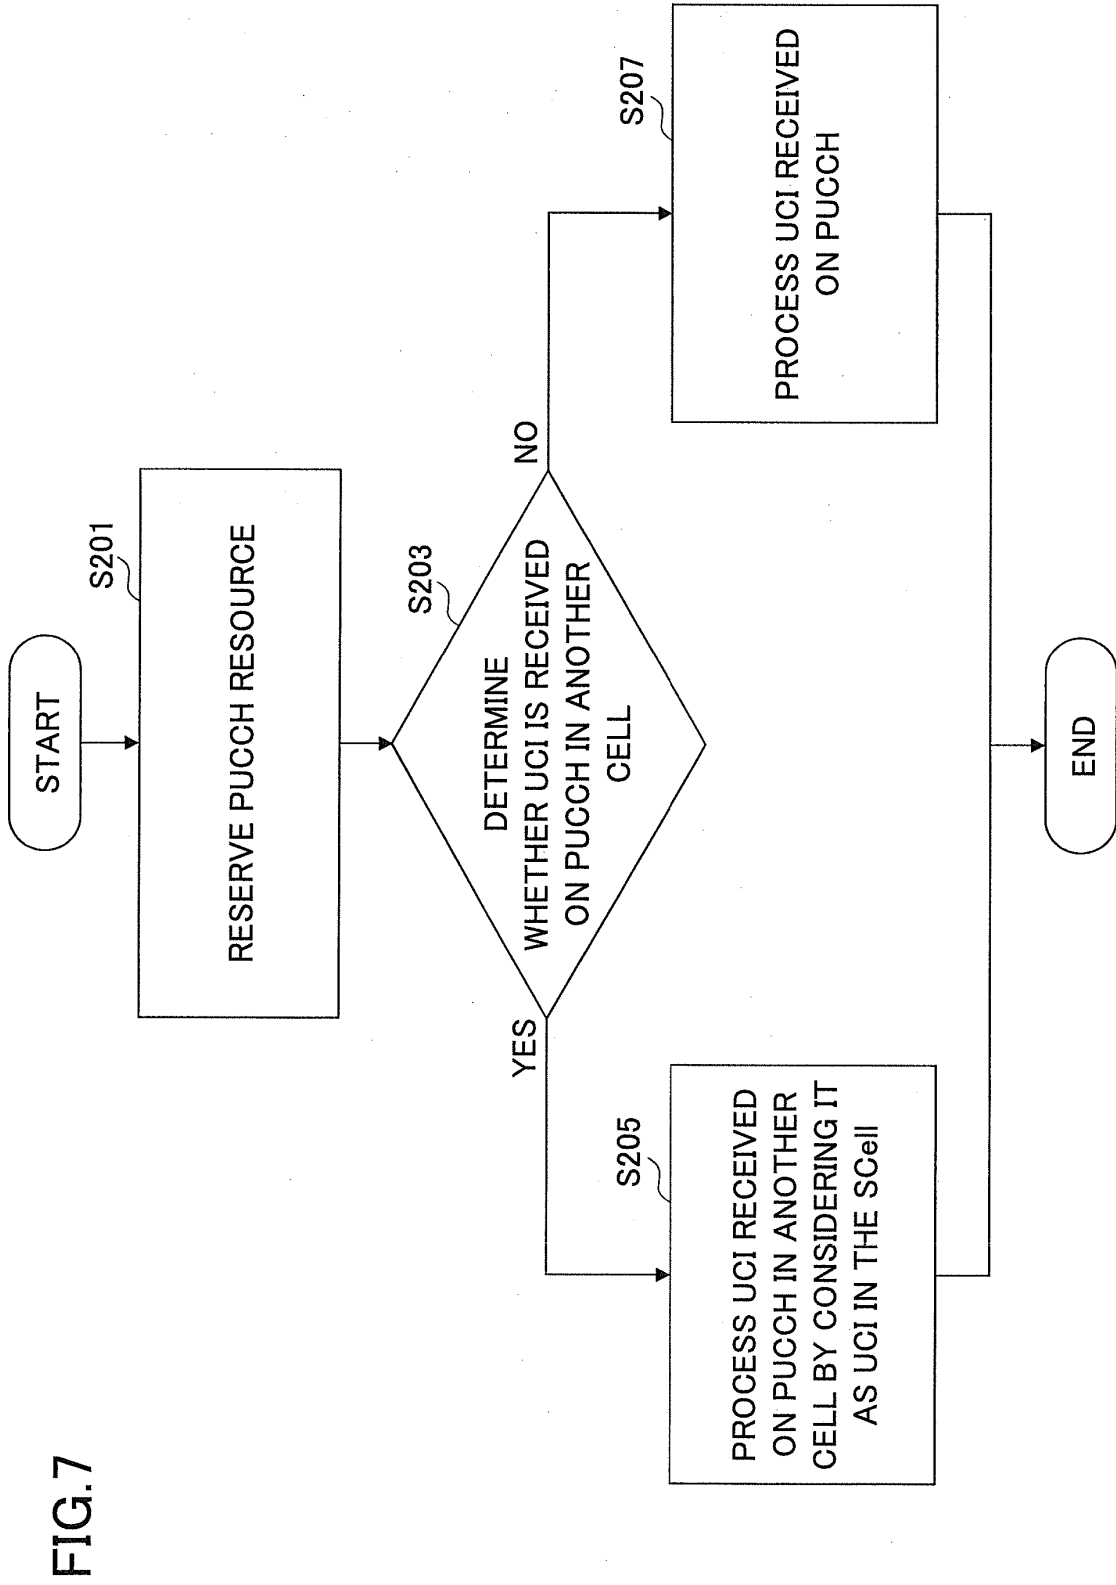 FIG.7
START
S201
RESERVE PUCCH RESOURCE
S203
DETERMINE
WHETHER UCI IS RECEIVED
ON PUCCH IN ANOTHER
CELL
YES
NO
S205
PROCESS UCI RECEIVED
ON PUCCH IN ANOTHER
CELL BY CONSIDERING IT
AS UCI IN THE SCell
S207
PROCESS UCI RECEIVED
ON PUCCH
END